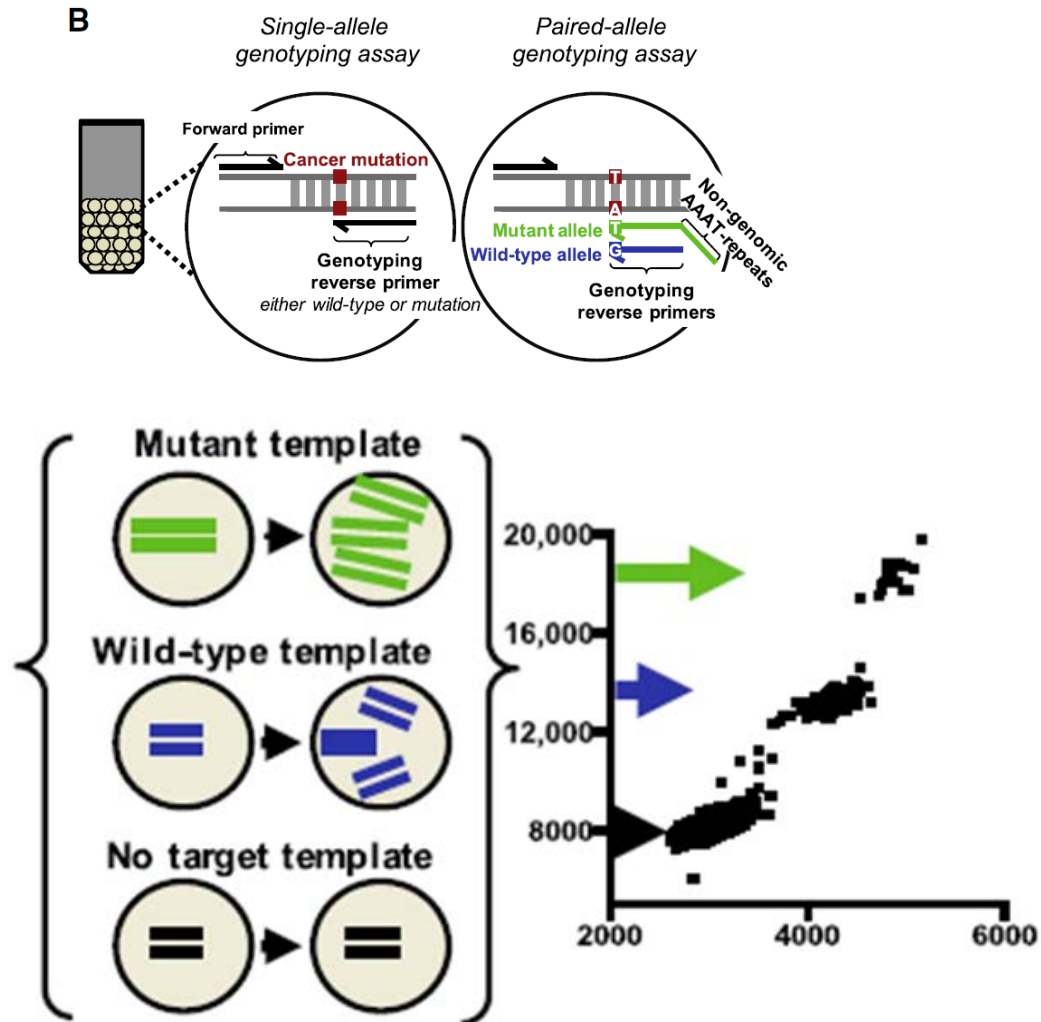 B
Single-allele
genotyping assay
Paired-allele
genotyping assay
Forward primer
Cancer mutation
Genotyping
reverse primer
either wild-type or mutation
T
A
Mutant allele
T
Wild-type allele
G
Non-genomic
AAAT-repeats
Genotyping
reverse primers
Mutant template
Wild-type template
No target template
20,000
16,000
12,000
8000
2000
4000
6000